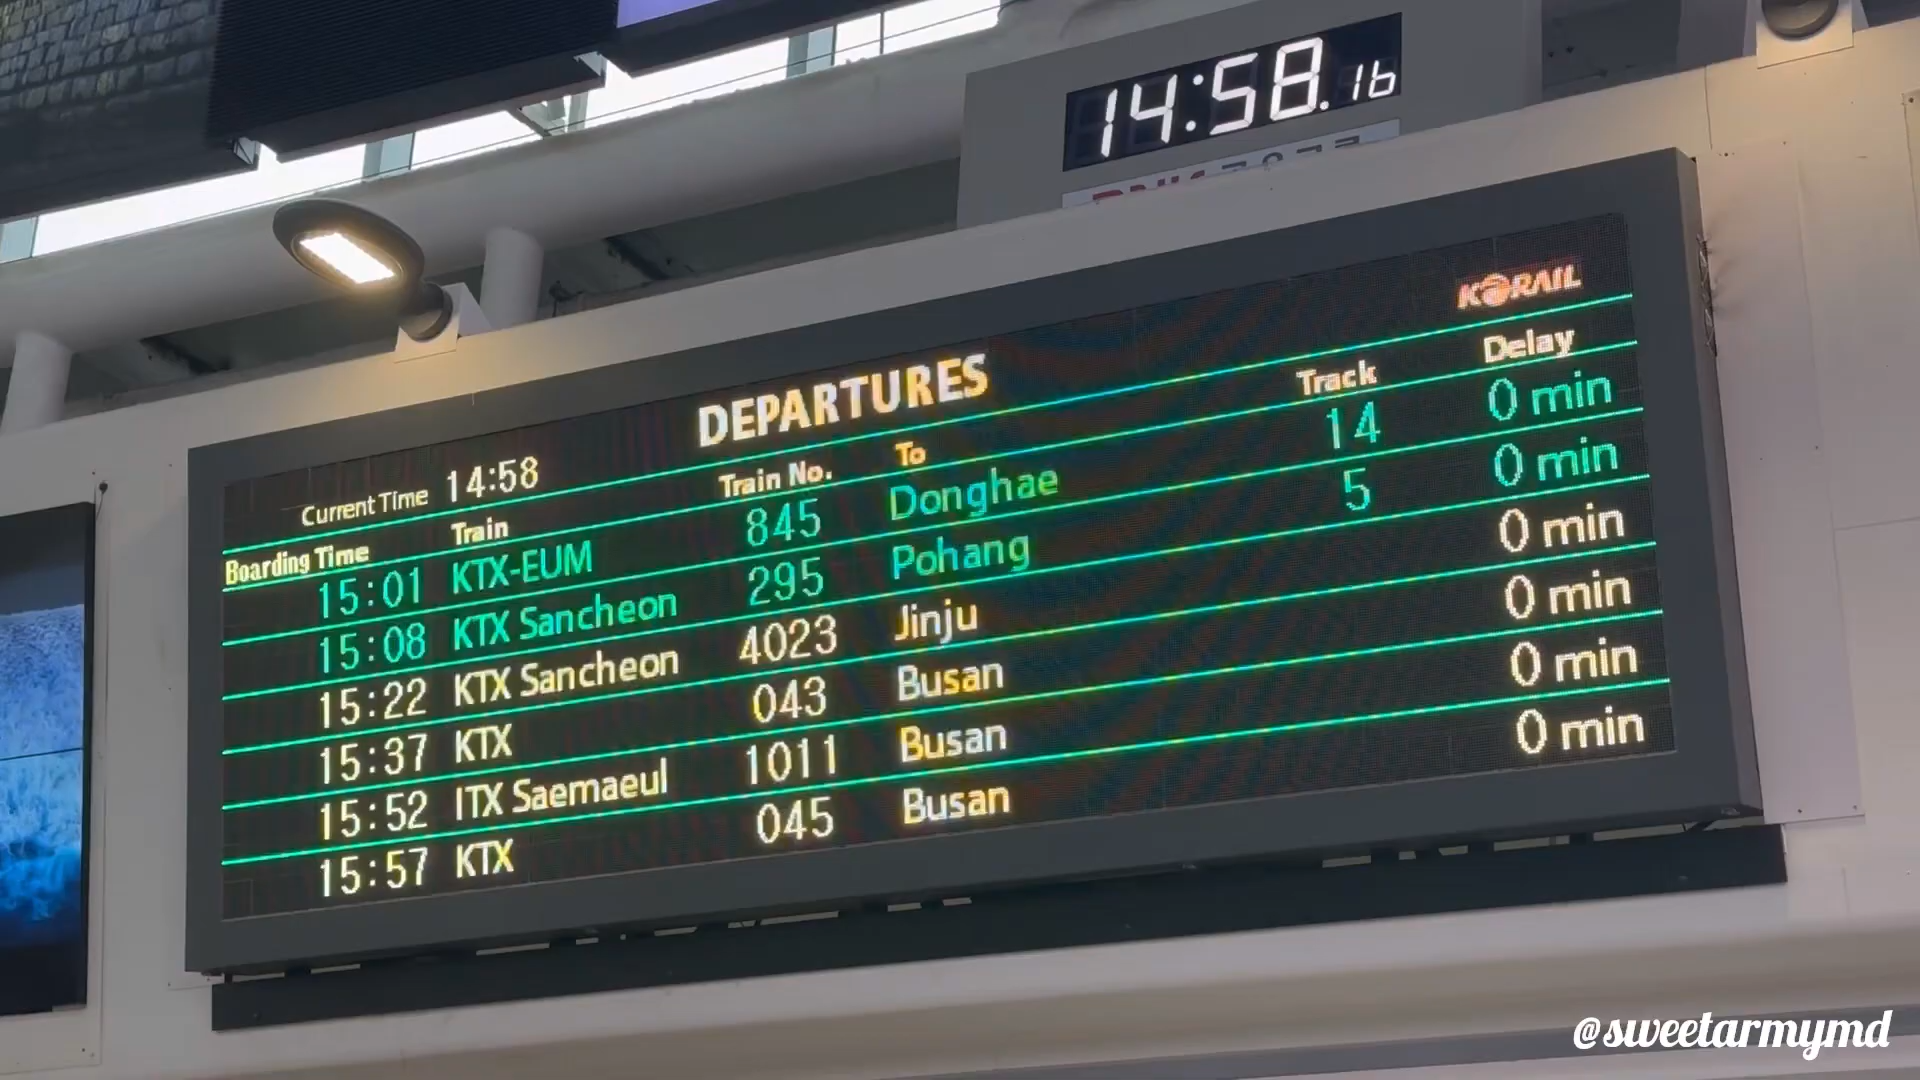 14:58.16
KORAIL
DEPARTURES
Current Time 14:58
Boarding Time Train Train No. To Track Delay
15:01 KTX-EUM 845 Donghae 14 0 min
15:08 KTX Sancheon 295 Pohang 5 0 min
15:22 KTX Sancheon 4023 Jinju 0 min
15:37 KTX 043 Busan 0 min
15:52 ITX Saemaeul 1011 Busan 0 min
15:57 KTX 045 Busan 0 min
@sweetarmymd